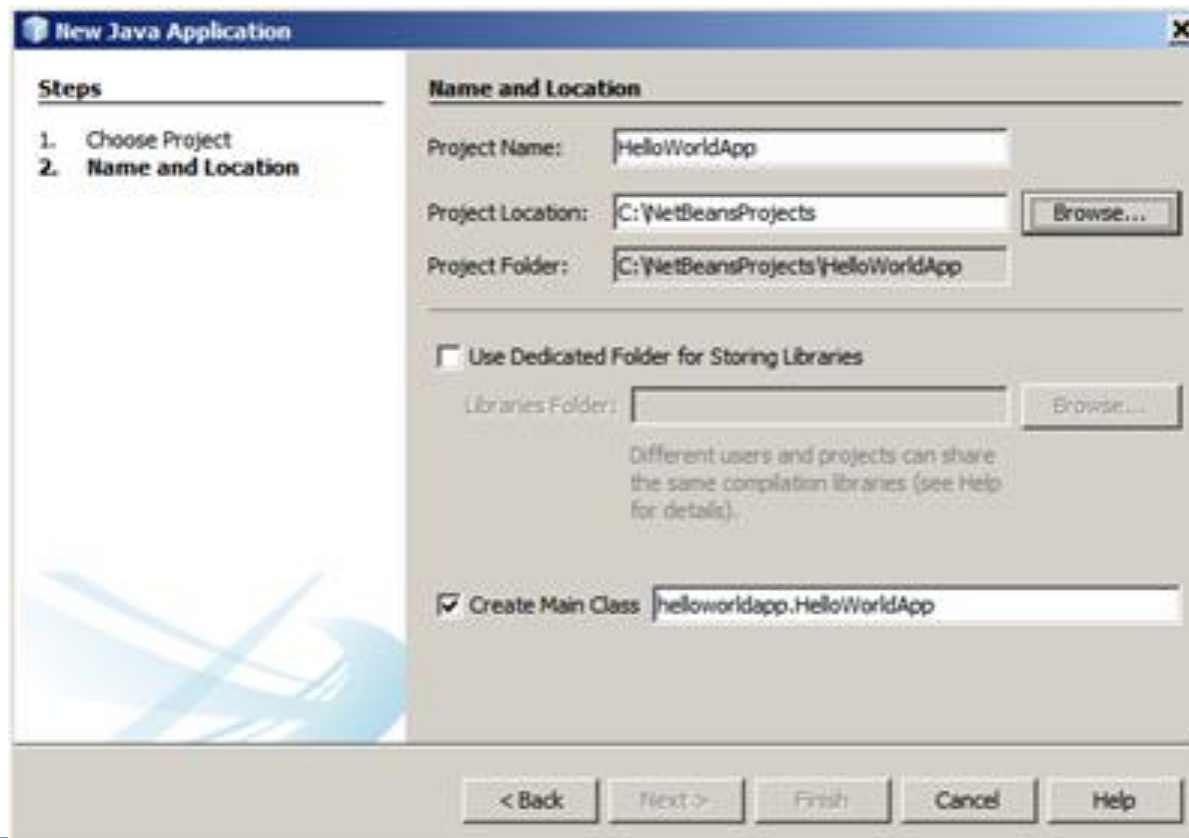 New Java Application
Steps
1. Choose Project
2. Name and Location
Name and Location
Project Name: HelloWorldApp
Project Location: C:\NetBeansProjects Browse...
Project Folder: C:\NetBeansProjects\HelloWorldApp
Use Dedicated Folder for Storing Libraries
Libraries Folder: Browse...
Different users and projects can share
the same compilation libraries (see Help
for details).
Create Main Class helloworldapp.HelloWorldApp
< Back Next > Finish Cancel Help